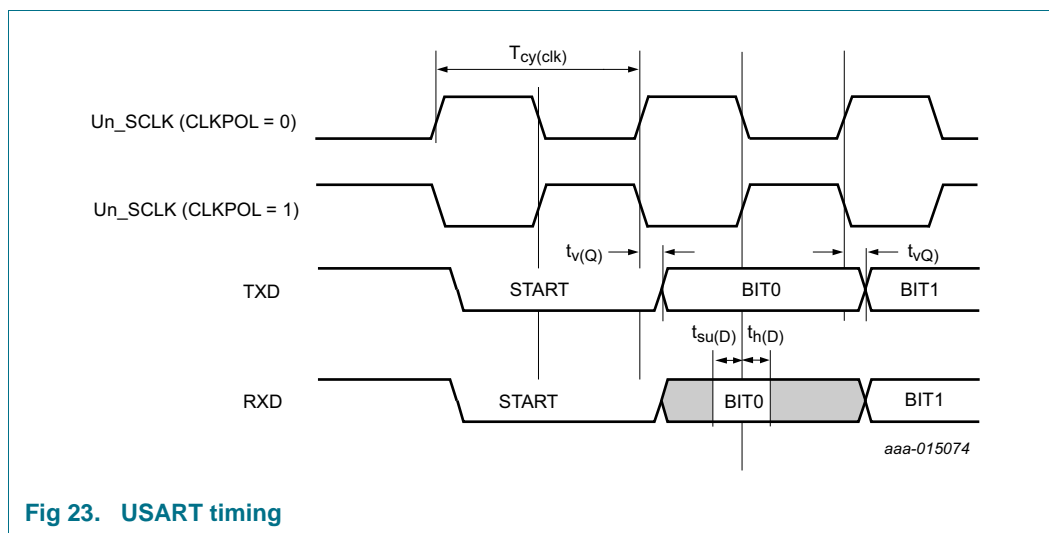 Tcy(clk)
Un_SCLK (CLKPOL = 0)
Un_SCLK (CLKPOL = 1)
tv(Q)
tvQ)
TXD
START
BIT0
BIT1
tsu(D)
th(D)
RXD
START
BIT0
BIT1
aaa-015074
Fig 23. USART timing